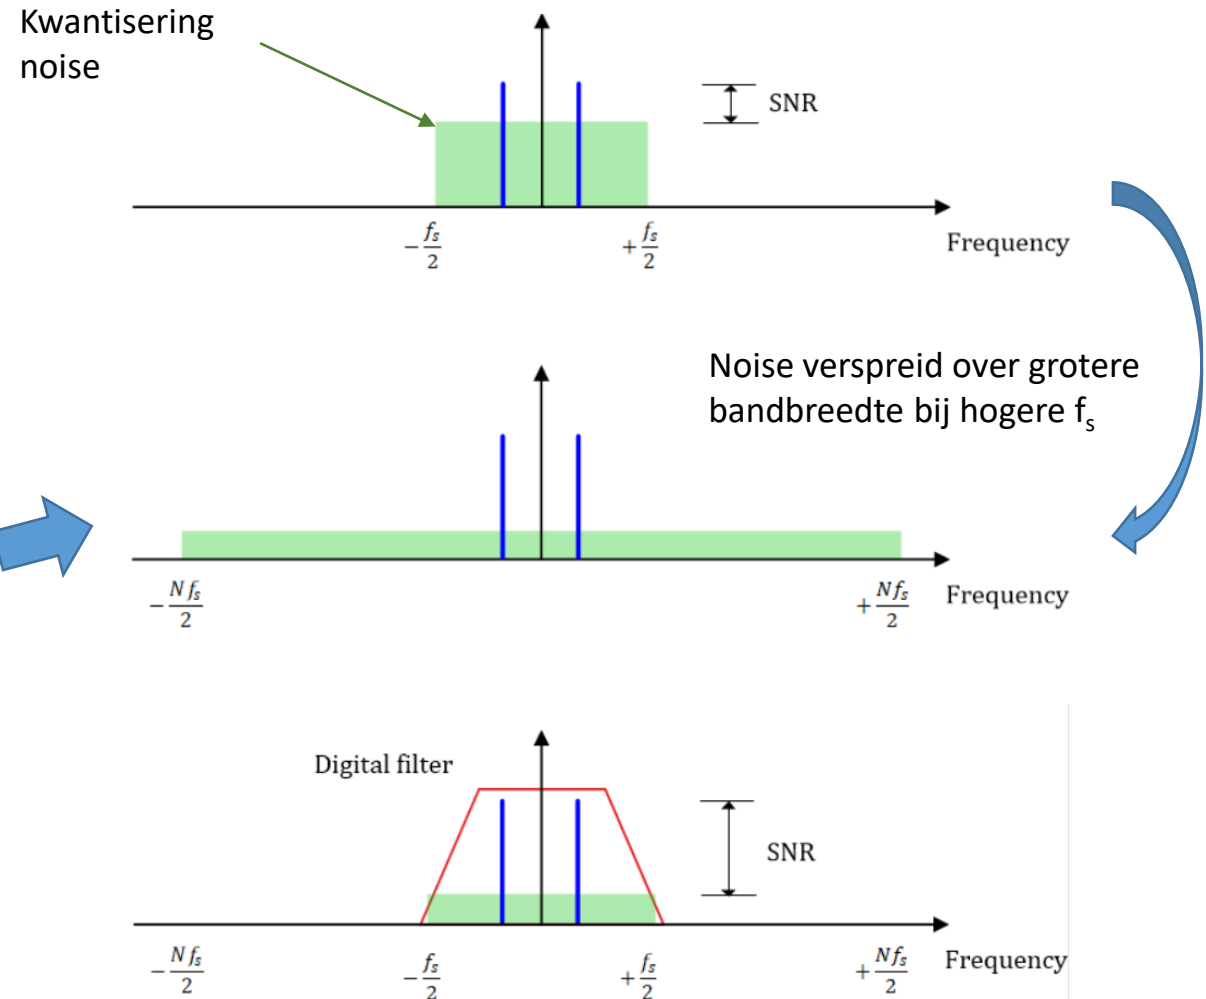 Kwantisering
noise
SNR
−fs/2
+fs/2
Frequency
Noise verspreid over grotere
bandbreedte bij hogere fs
−Nfs/2
+Nfs/2
Frequency
Digital filter
SNR
−Nfs/2
−fs/2
+fs/2
+Nfs/2
Frequency